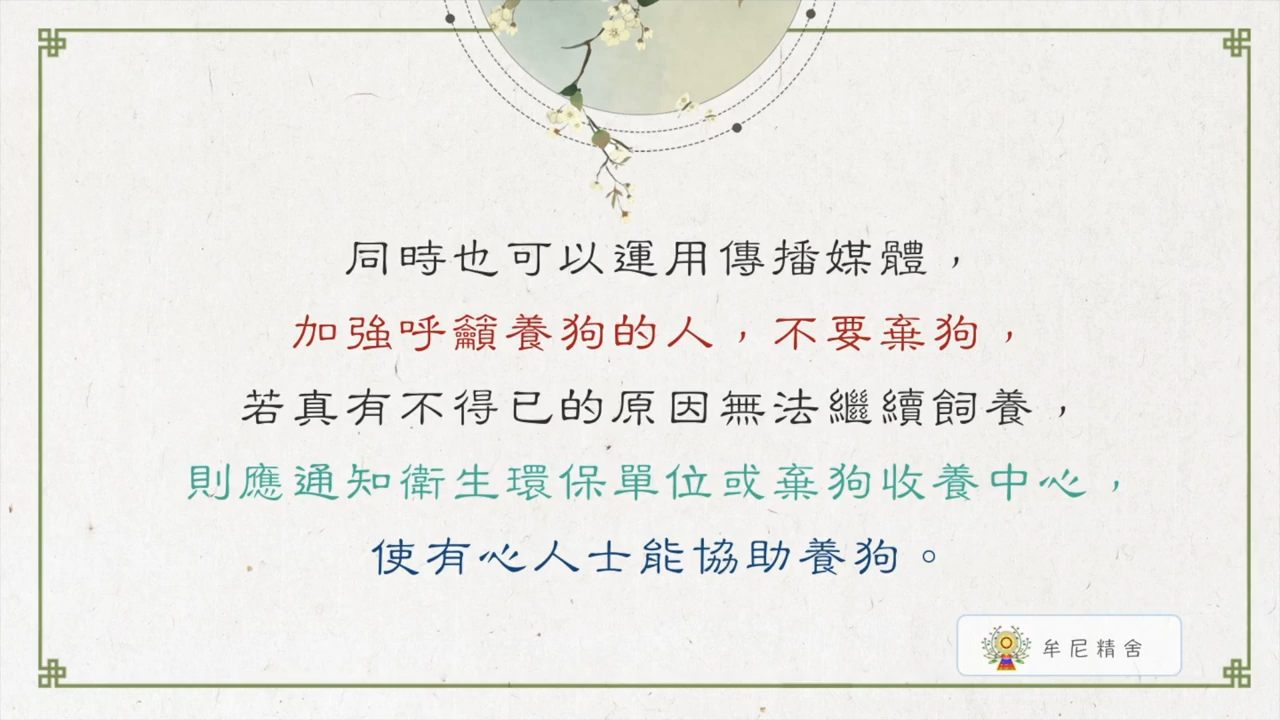 同時也可以運用傳播媒體，
加強呼籲養狗的人，不要棄狗，
若真有不得已的原因無法繼續飼養，
則應通知衛生環保單位或棄狗收養中心，
使有心人士能協助養狗。
牟尼精舍